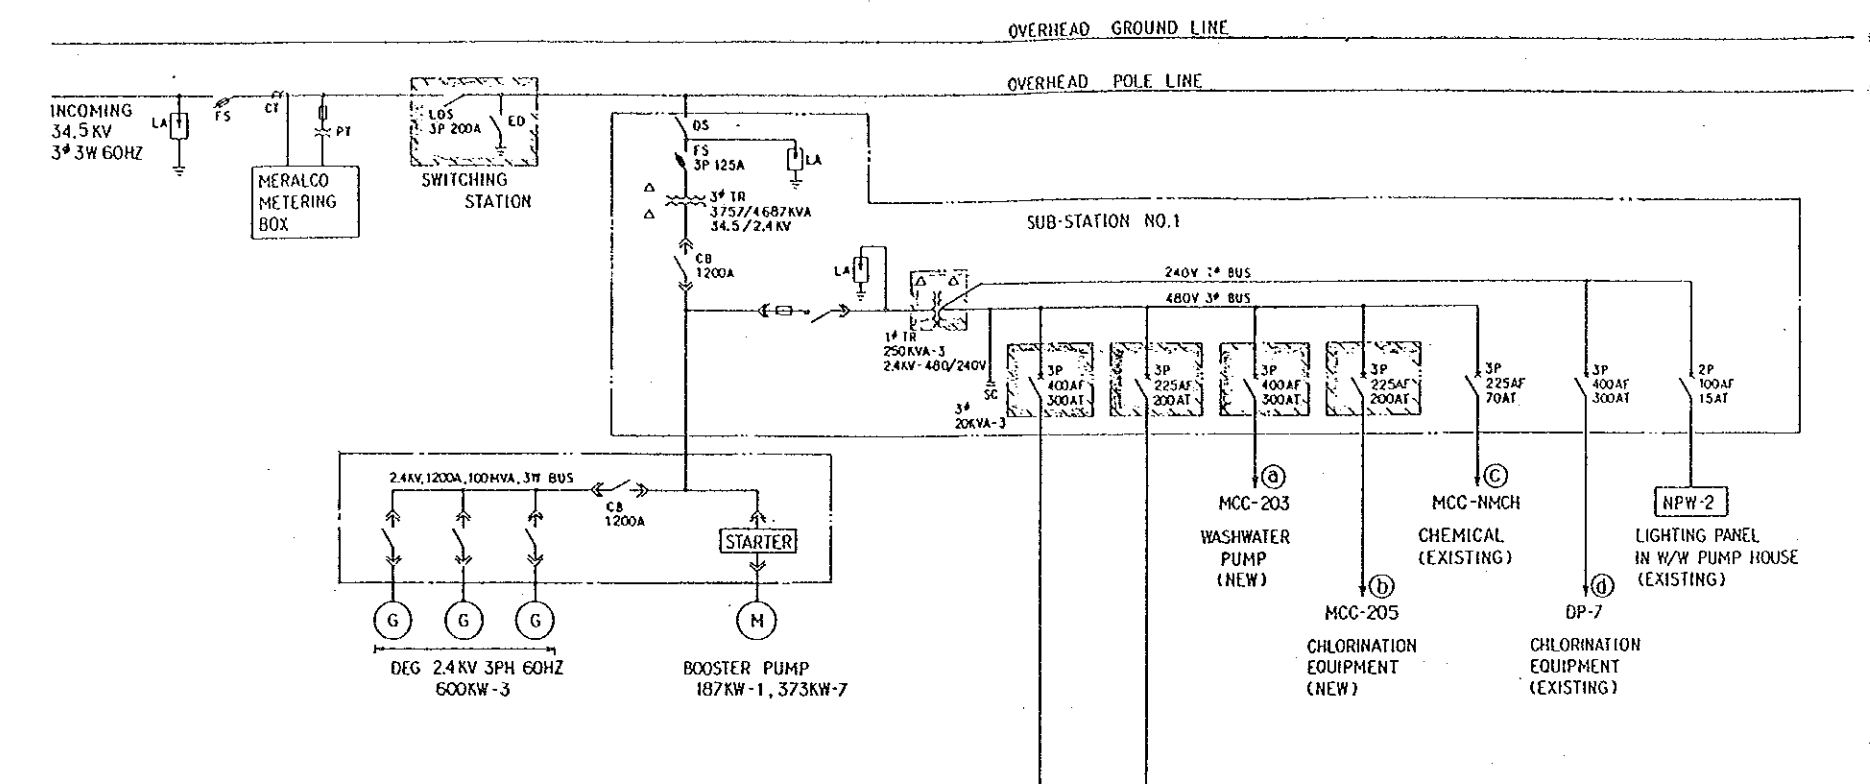 OVERHEAD GROUND LINE
OVERHEAD POLE LINE
INCOMING
34.5 KV
3φ 3W 60HZ
LA
FS
CT
PT
MERALCO
METERING
BOX
LOS
3P 200A
ED
SWITCHING
STATION
DS
FS
3P 125A
LA
3φ TR
3757/4687KVA
34.5/2.4KV
CB
1200A
SUB-STATION NO.1
LA
1φ TR
250KVA-3
2.4KV-480/240V
240V 1φ BUS
480V 3φ BUS
SC
3φ
20KVA-3
3P
400AF
300AT
3P
225AF
200AT
3P
400AF
300AT
3P
225AF
200AT
3P
225AF
70AT
3P
400AF
300AT
2P
100AF
15AT
2.4KV,1200A,100MVA,3W BUS
CB
1200A
STARTER
G
G
G
M
DEG 2.4KV 3PH 60HZ
600KW-3
BOOSTER PUMP
187KW-1, 373KW-7
a
MCC-203
WASHWATER
PUMP
(NEW)
b
MCC-205
CHLORINATION
EQUIPMENT
(NEW)
c
MCC-NMCH
CHEMICAL
(EXISTING)
d
DP-7
CHLORINATION
EQUIPMENT
(EXISTING)
NPW-2
LIGHTING PANEL
IN W/W PUMP HOUSE
(EXISTING)